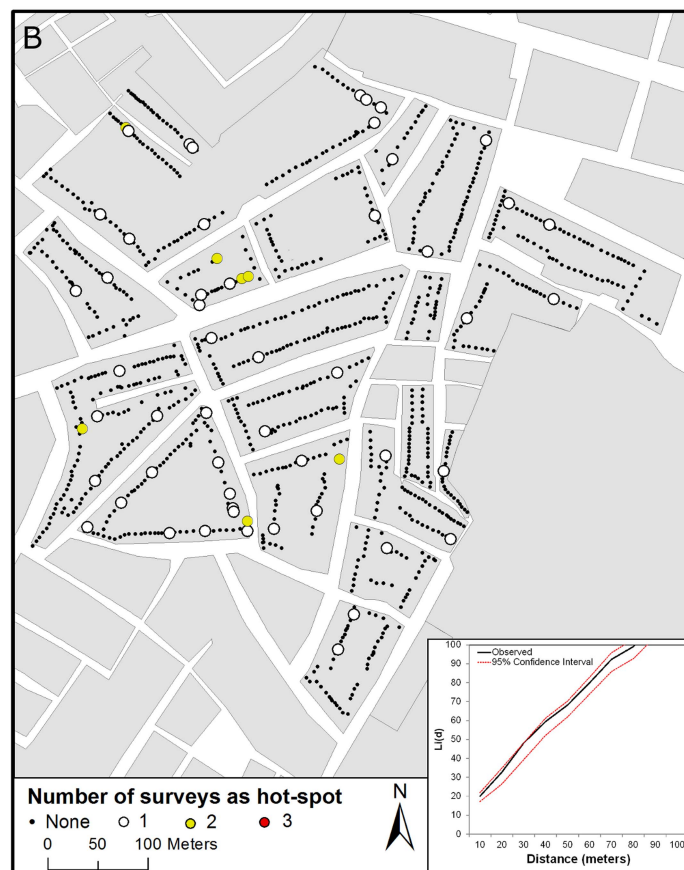 B
Observed
95% Confidence Interval
Li(d)
100
90
80
70
60
50
40
30
20
10
0
10 20 30 40 50 60 70 80 90 100
Distance (meters)
Number of surveys as hot-spot
None 1 2 3
0 50 100 Meters
N